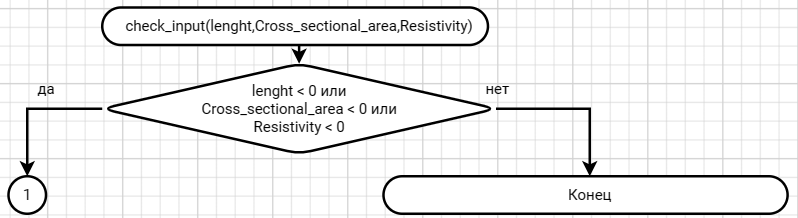 check_input(lenght,Cross_sectional_area,Resistivity)
да
нет
lenght < 0 или
Cross_sectional_area < 0 или
Resistivity < 0
1
Конец